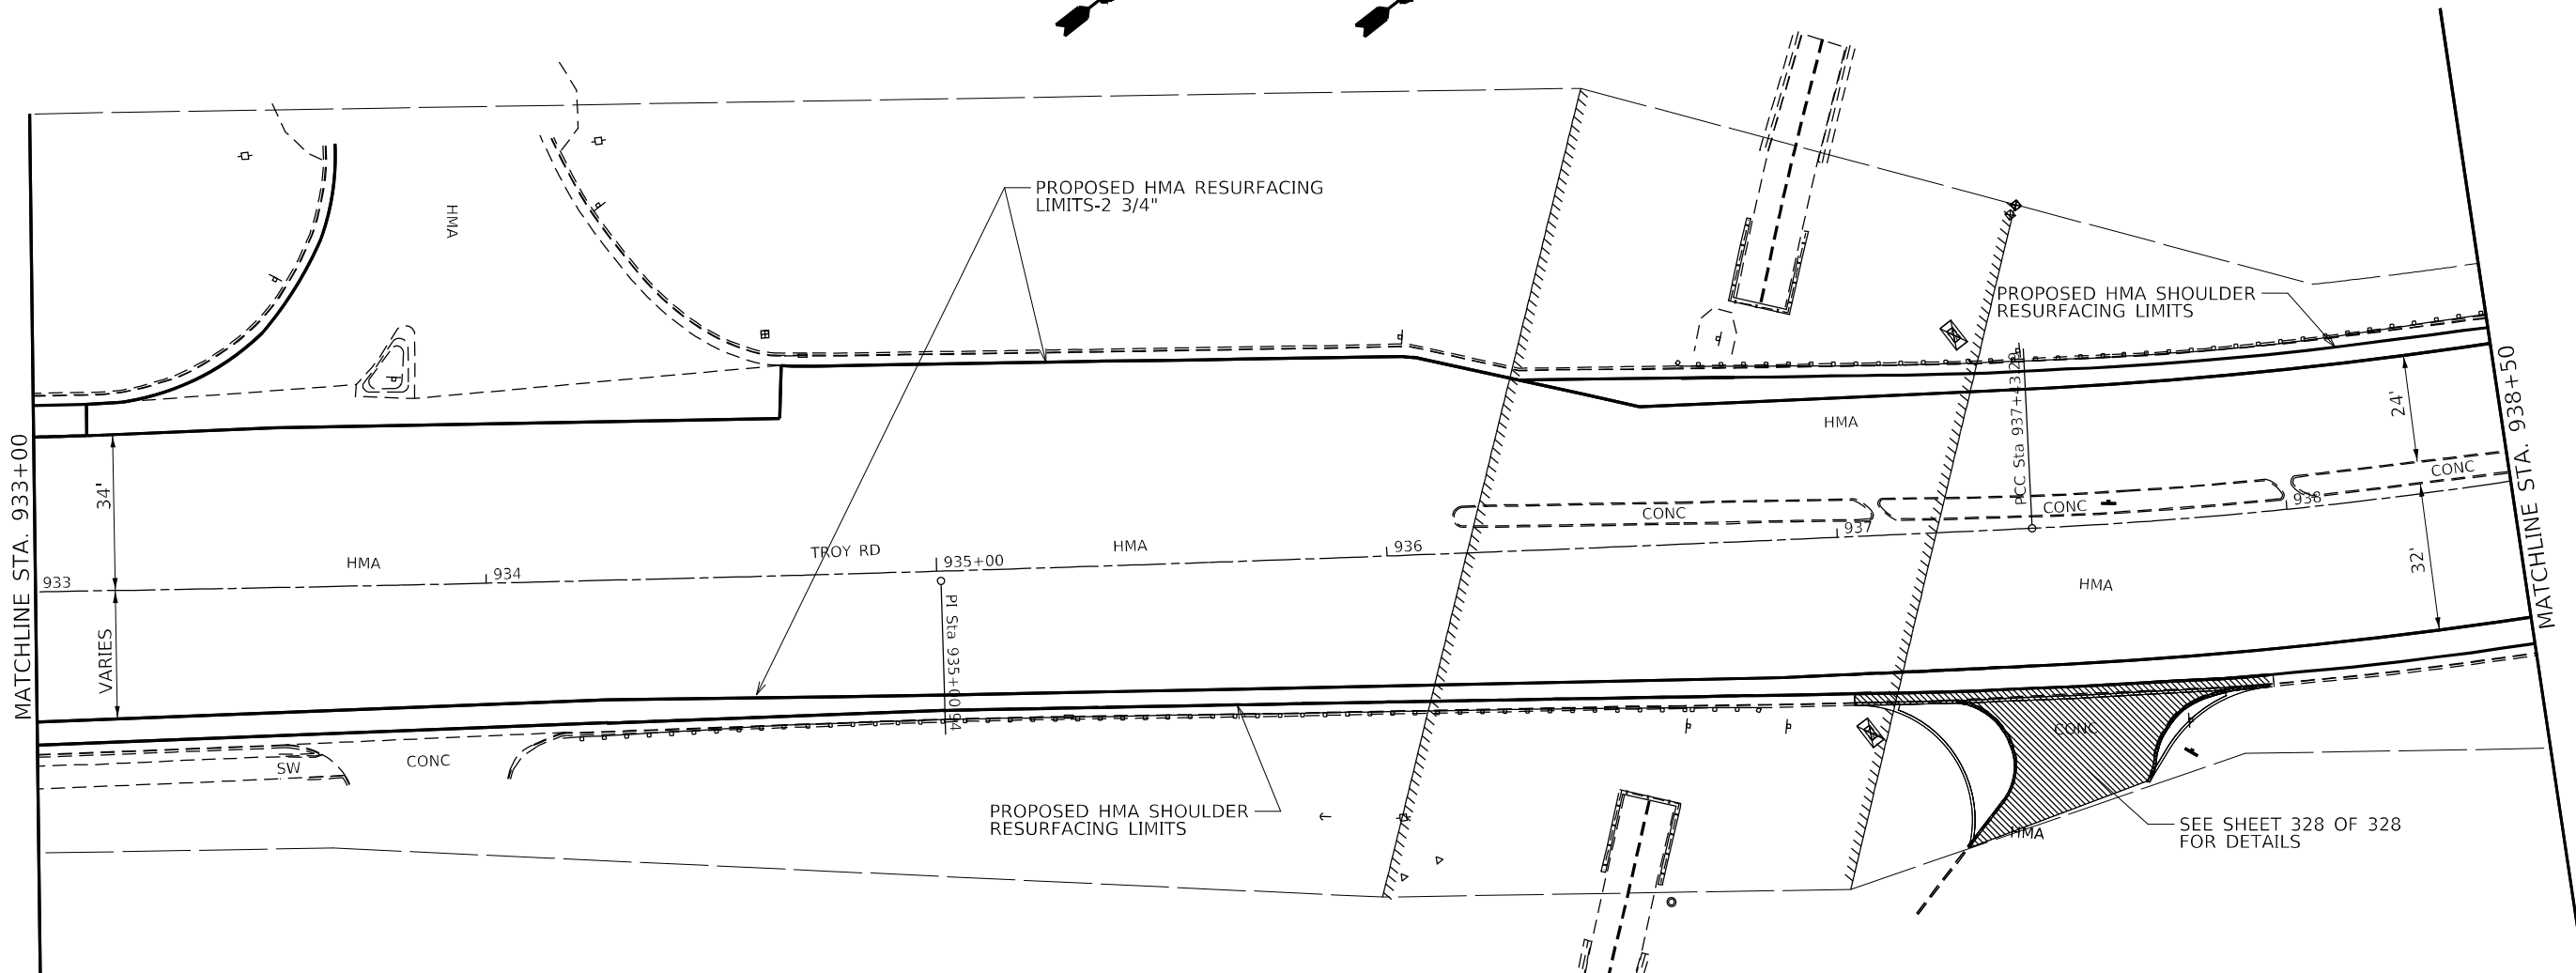 PROPOSED HMA RESURFACING
LIMITS-2 3/4"
HMA
PROPOSED HMA SHOULDER
RESURFACING LIMITS
MATCHLINE STA. 933+00
MATCHLINE STA. 938+50
34'
VARIES
24'
32'
HMA
CONC
CONC
CONC
PCC Sta 937+43.29
933
HMA
934
TROY RD
935+00
HMA
936
937
938
HMA
PI Sta 935+00.94
SW
CONC
CONC
PROPOSED HMA SHOULDER
RESURFACING LIMITS
HMA
SEE SHEET 328 OF 328
FOR DETAILS